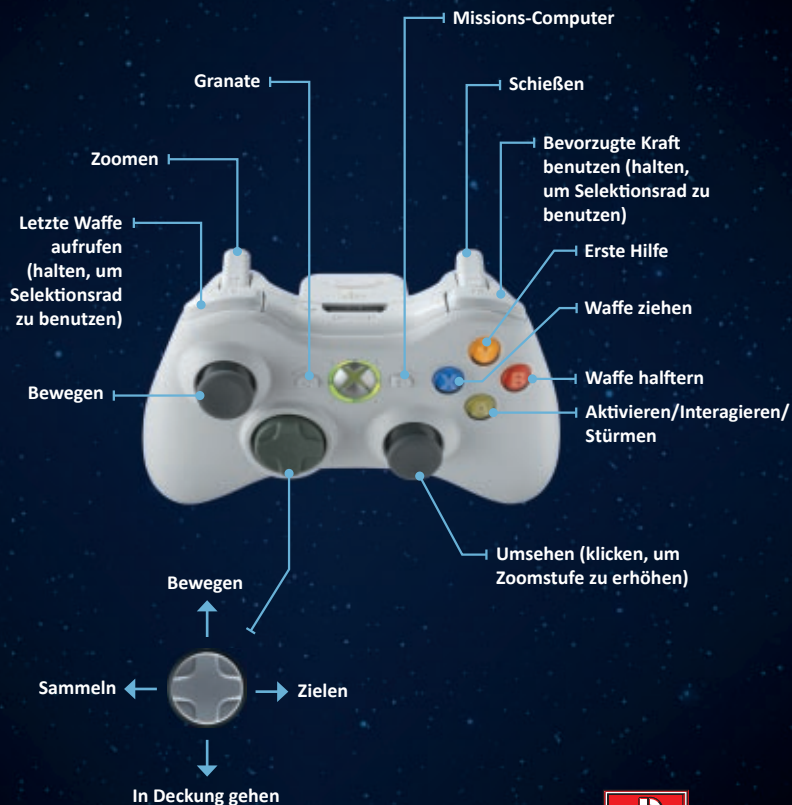 Missions-Computer
Granate
Schießen
Zoomen
Bevorzugte Kraft
benutzen (halten,
um Selektionsrad zu
benutzen)
Letzte Waffe
aufrufen
(halten, um
Selektionsrad
zu benutzen)
Erste Hilfe
Waffe ziehen
Bewegen
Waffe halftern
Aktivieren/Interagieren/
Stürmen
Umsehen (klicken, um
Zoomstufe zu erhöhen)
Bewegen
Sammeln
Zielen
In Deckung gehen
Y
X
B
A